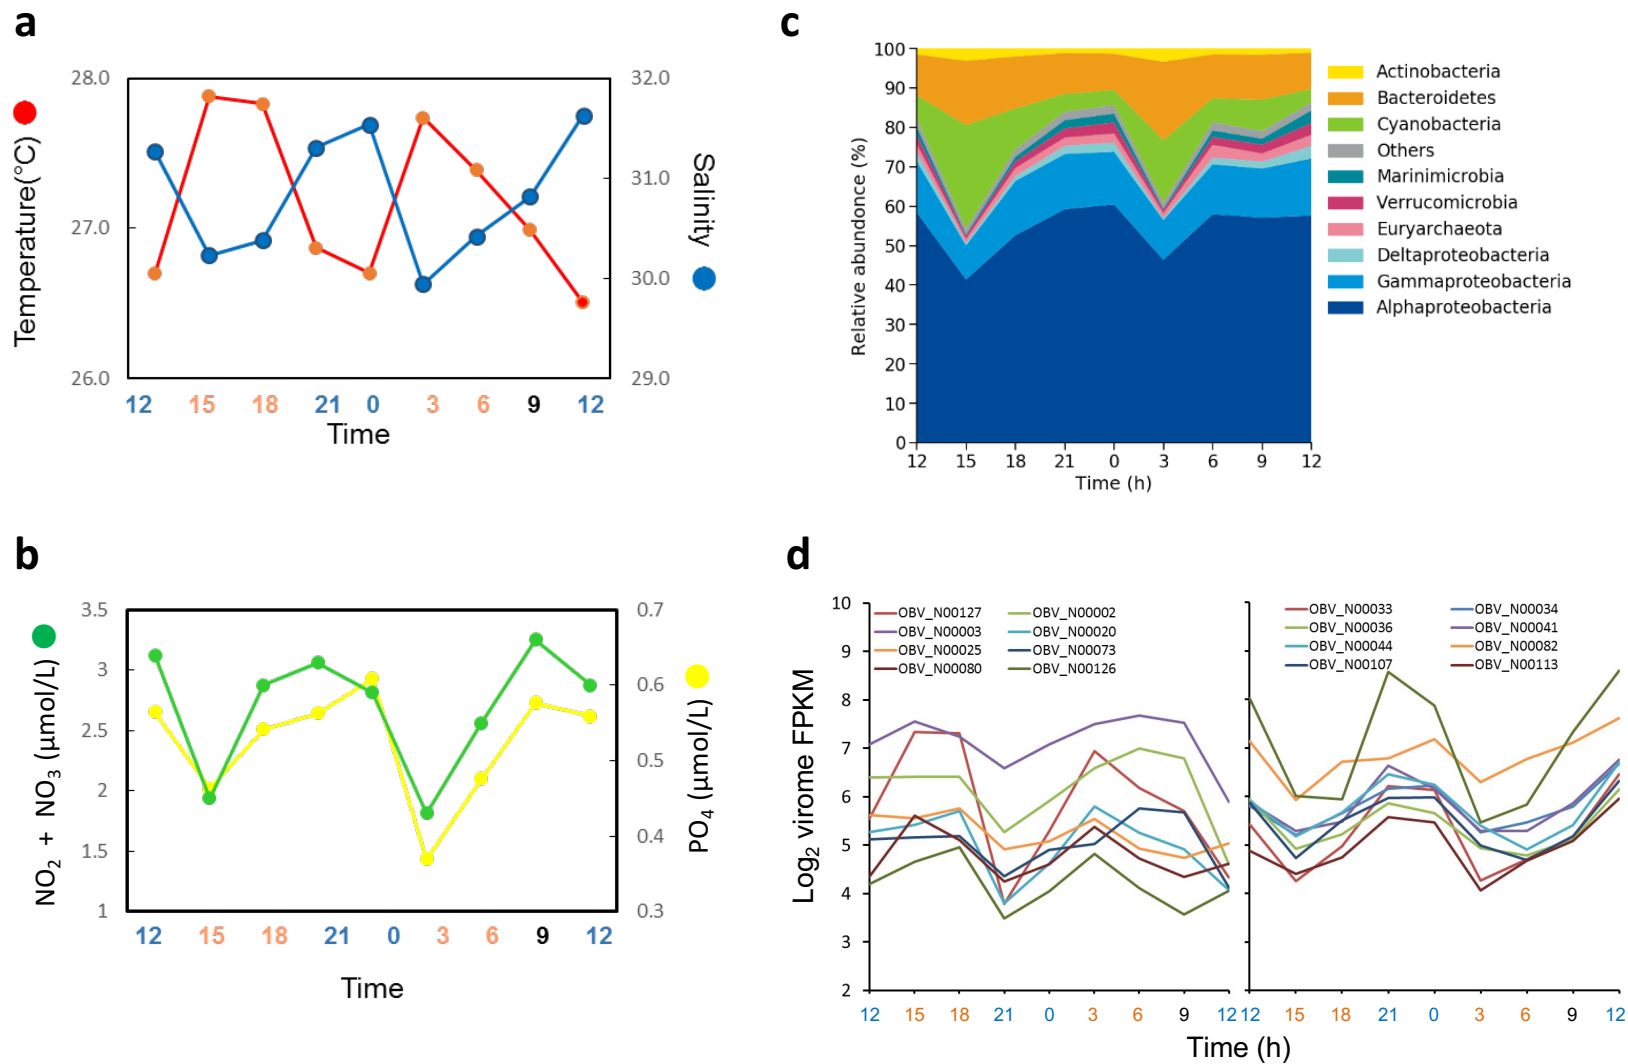 a
28.0
27.0
26.0
Temperature(°C)
32.0
31.0
30.0
29.0
Salinity
12 15 18 21 0 3 6 9 12
Time
c
100
90
80
70
60
50
40
30
20
10
0
Relative abundance (%)
12 15 18 21 0 3 6 9 12
Time (h)
Actinobacteria
Bacteroidetes
Cyanobacteria
Others
Marinimicrobia
Verrucomicrobia
Euryarchaeota
Deltaproteobacteria
Gammaproteobacteria
Alphaproteobacteria
b
3.5
3
2.5
2
1.5
1
NO₂ + NO₃ (μmol/L)
0.7
0.6
0.5
0.4
0.3
PO₄ (μmol/L)
12 15 18 21 0 3 6 9 12
Time
d
10
9
8
7
6
5
4
3
2
Log₂ virome FPKM
OBV_N00127 OBV_N00002
OBV_N00003 OBV_N00020
OBV_N00025 OBV_N00073
OBV_N00080 OBV_N00126
OBV_N00033 OBV_N00034
OBV_N00036 OBV_N00041
OBV_N00044 OBV_N00082
OBV_N00107 OBV_N00113
12 15 18 21 0 3 6 9 12 12 15 18 21 0 3 6 9 12
Time (h)